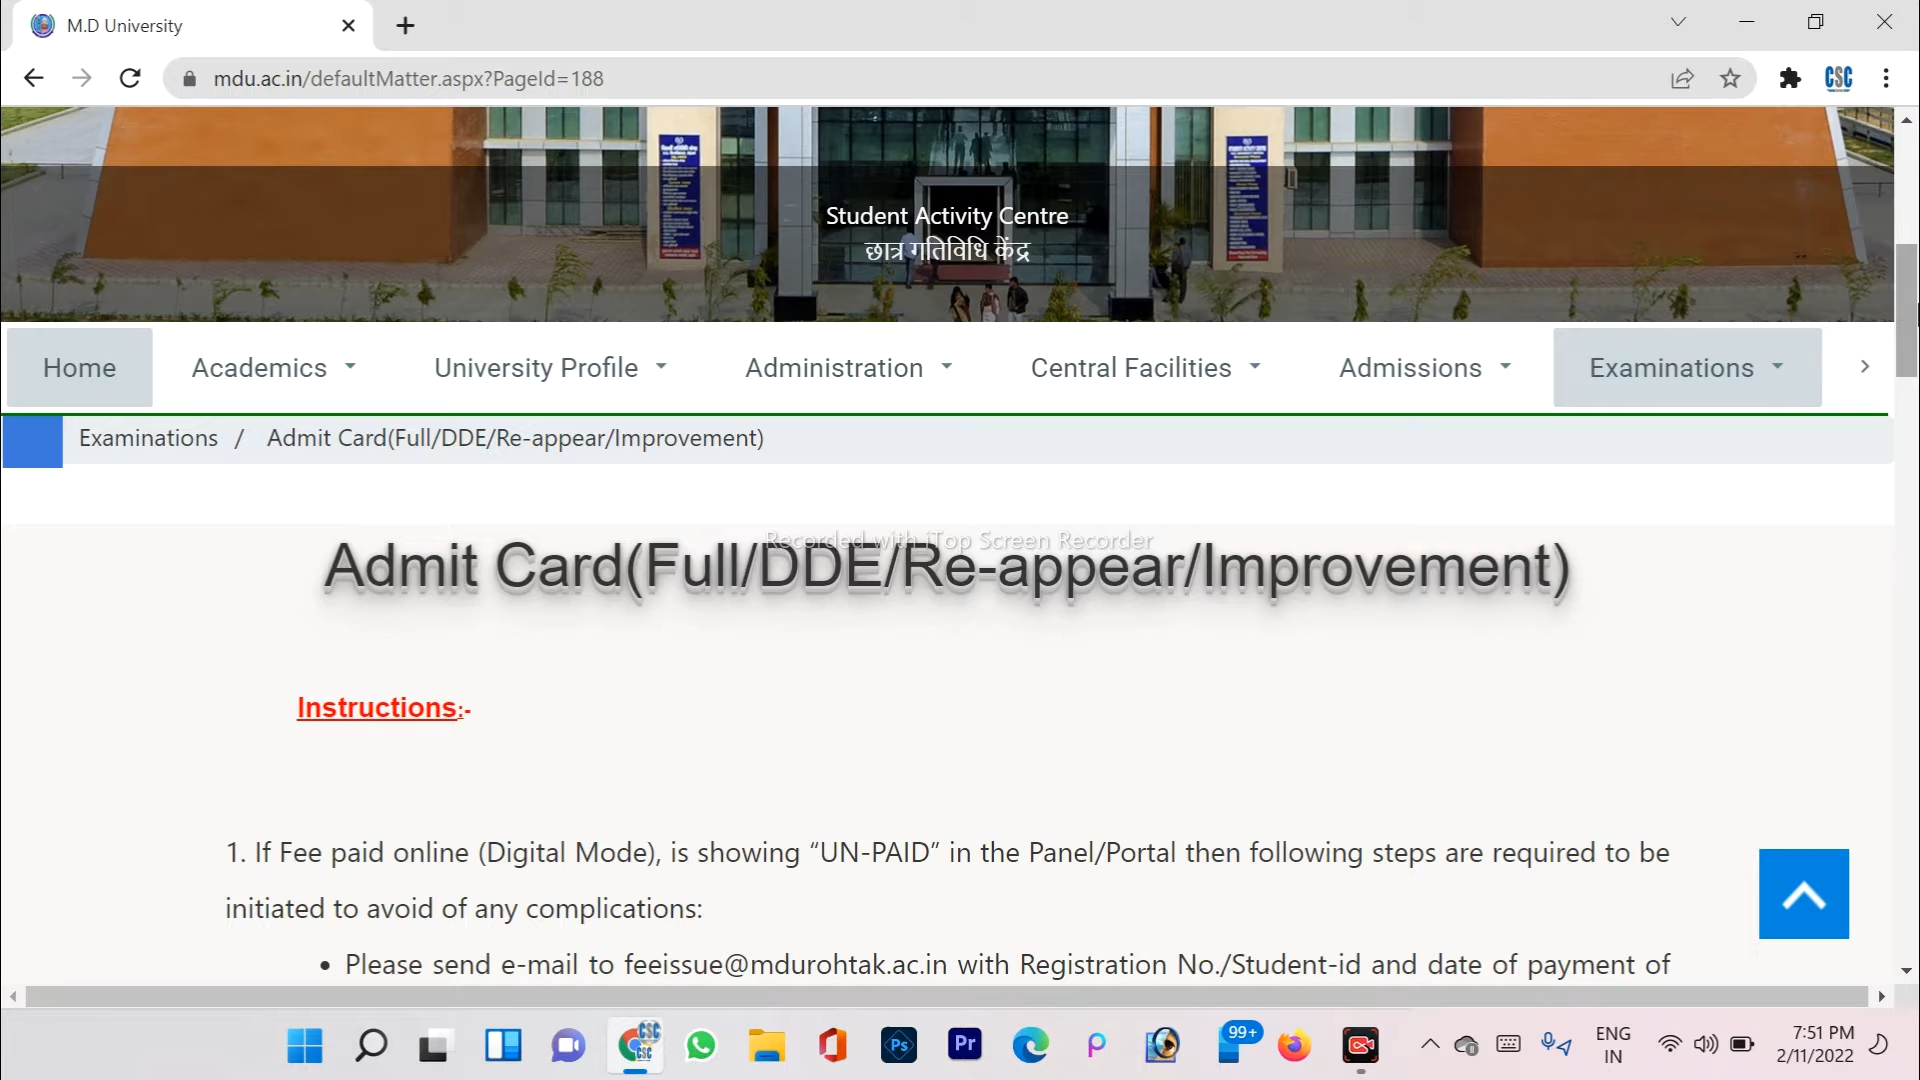 M.D University
mdu.ac.in/defaultMatter.aspx?PageId=188
CSC
Student Activity Centre
छात्र गतिविधि केंद्र
Home Academics University Profile Administration Central Facilities Admissions Examinations
Examinations / Admit Card(Full/DDE/Re-appear/Improvement)
Recorded with iTop Screen Recorder
Admit Card(Full/DDE/Re-appear/Improvement)
Instructions:-
1. If Fee paid online (Digital Mode), is showing “UN-PAID” in the Panel/Portal then following steps are required to be
initiated to avoid of any complications:
• Please send e-mail to feeissue@mdurohtak.ac.in with Registration No./Student-id and date of payment of
CSC
CSC
Ps
Pr
99+
ENG
IN
7:51 PM
2/11/2022